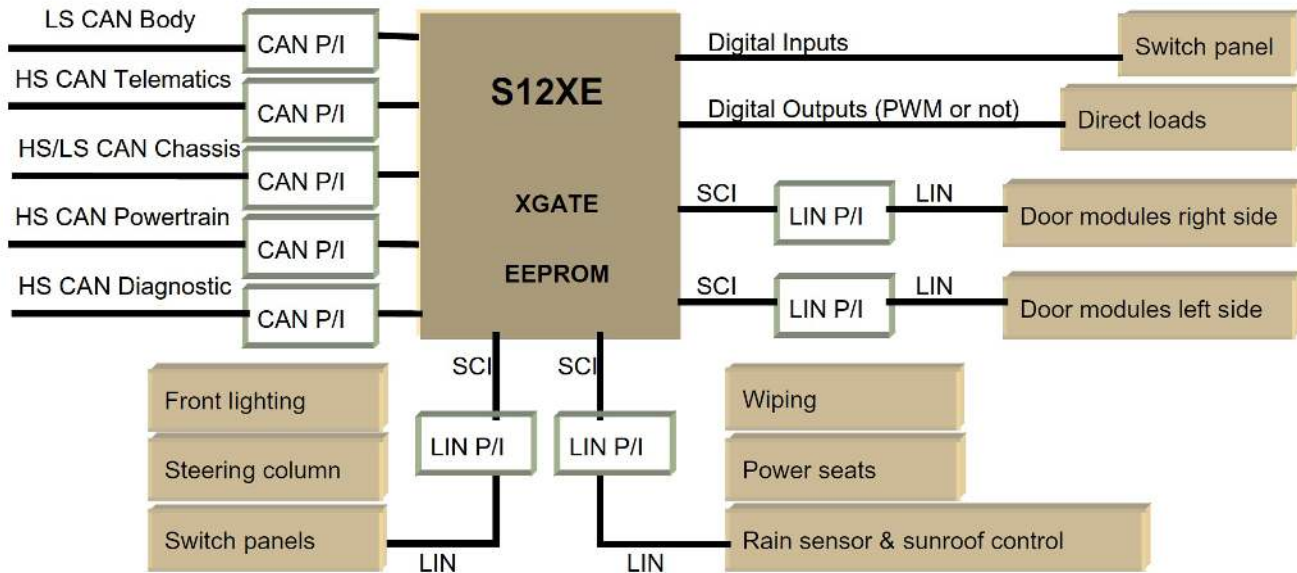 LS CAN Body
CAN P/I
HS CAN Telematics
CAN P/I
HS/LS CAN Chassis
CAN P/I
HS CAN Powertrain
CAN P/I
HS CAN Diagnostic
CAN P/I
S12XE
XGATE
EEPROM
Digital Inputs
Switch panel
Digital Outputs (PWM or not)
Direct loads
SCI
LIN P/I
LIN
Door modules right side
SCI
LIN P/I
LIN
Door modules left side
SCI
SCI
Front lighting
LIN P/I
LIN P/I
Wiping
Steering column
Power seats
Switch panels
LIN
LIN
Rain sensor & sunroof control